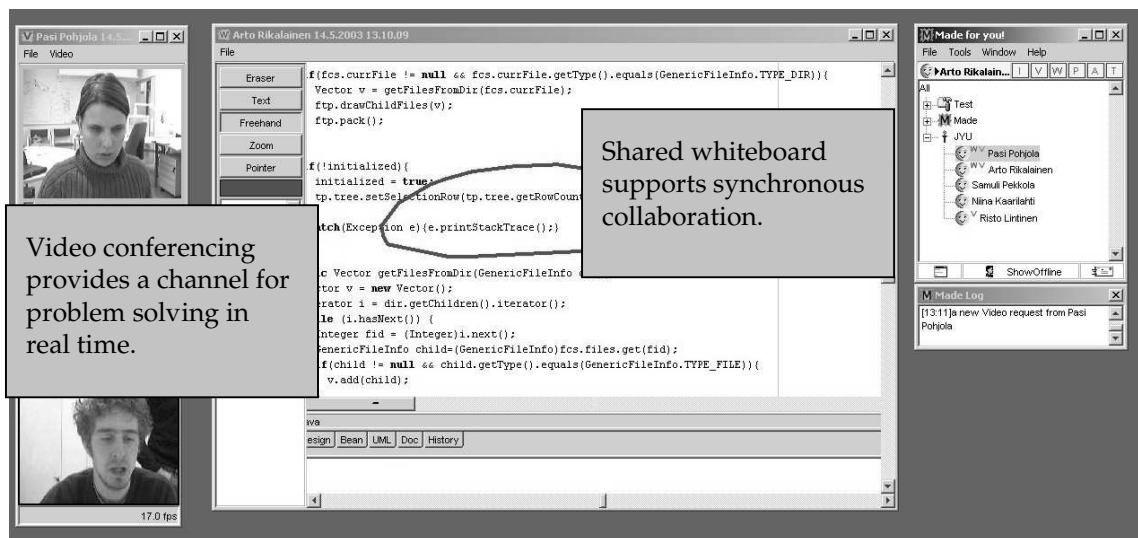 Pasi Pohjola 14.5....
File Video
Video conferencing
provides a channel for
problem solving in
real time.
17.0 fps
Arto Rikalainen 14.5.2003 13.10.09
File
Eraser
Text
Freehand
Zoom
Pointer
if(fcs.currFile != null && fcs.currFile.getType().equals(GenericFileInfo.TYPE_DIR)){
Vector v = getFilesFromDir(fcs.currFile);
ftp.drawChildFiles(v);
ftp.pack();
if(!initialized){
initialized = true;
tp.tree.setSelectionRow(tp.tree.getRowCount
atch(Exception e){e.printStackTrace();}
ic Vector getFilesFromDir(GenericFileInfo
ctor v = new Vector();
erator i = dir.getChildren().iterator();
ile (i.hasNext()) {
Integer fid = (Integer)i.next();
GenericFileInfo child=(GenericFileInfo)fcs.files.get(fid);
if(child != null && child.getType().equals(GenericFileInfo.TYPE_FILE)){
v.add(child);
ava
esign Bean UML Doc History
Shared whiteboard
supports synchronous
collaboration.
Made for you!
File Tools Window Help
Arto Rikalain... I V W P A T
All
Test
Made
JYU
W V Pasi Pohjola
W V Arto Rikalainen
Samuli Pekkola
Niina Kaarilahti
V Risto Lintinen
ShowOffline
Made Log
[13:11]a new Video request from Pasi
Pohjola